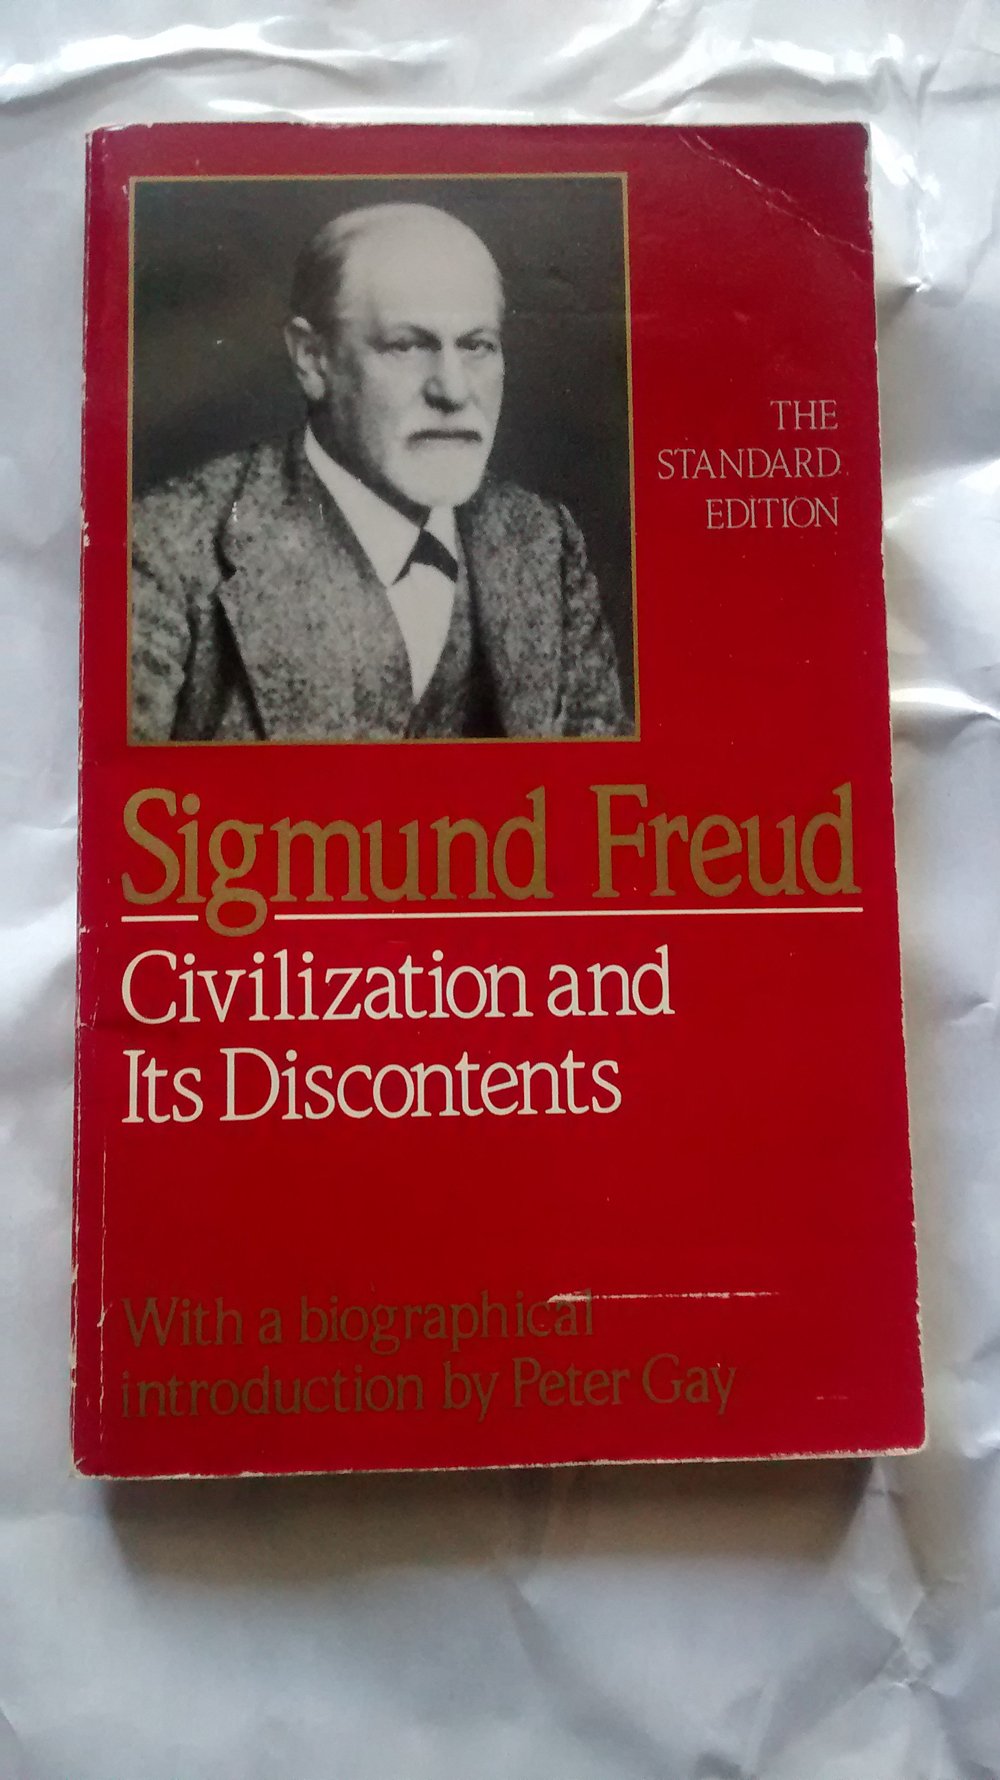 THE
STANDARD
EDITION
Sigmund Freud
Civilization and
Its Discontents
With a biographical
introduction by Peter Gay